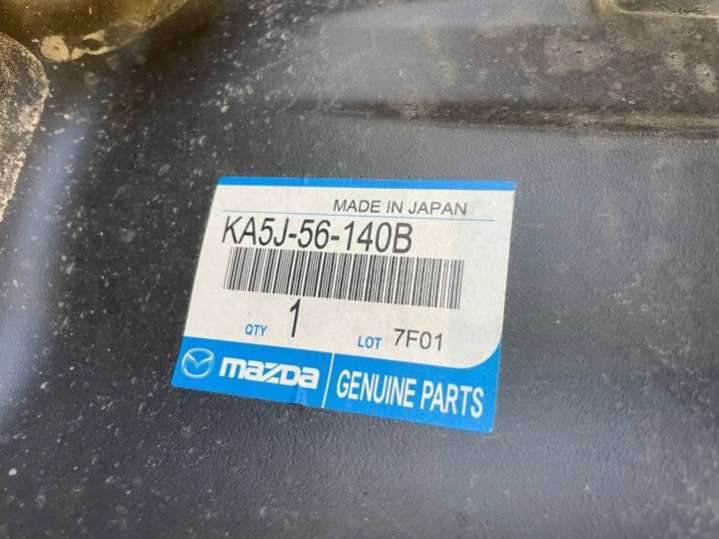 MADE IN JAPAN
KA5J-56-140B
QTY 1 LOT 7F01
mazda GENUINE PARTS